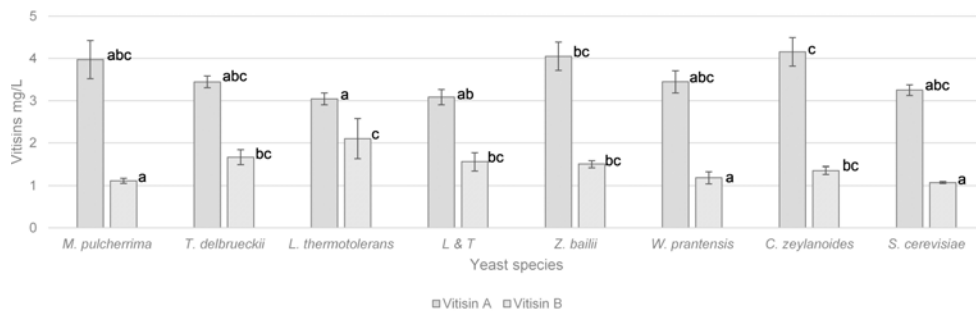 5
4
3
2
1
0
Vitisins mg/L
abc
a
abc
bc
a
c
ab
bc
bc
bc
abc
a
c
bc
abc
a
M. pulcherrima
T. delbrueckii
L. thermotolerans
L & T
Z. bailii
W. prantensis
C. zeylanoides
S. cerevisiae
Yeast species
Vitisin A Vitisin B